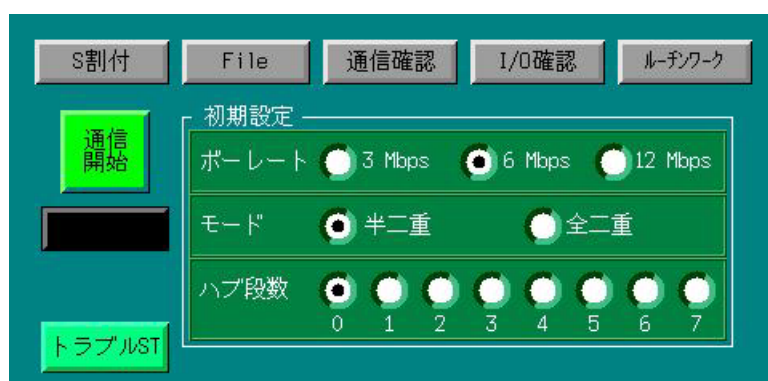 S割付 File 通信確認 I/O確認 ﾙｰﾁﾝﾜｰｸ
通信
開始
初期設定
ボーレート 3 Mbps 6 Mbps 12 Mbps
モード 半二重 全二重
ハブ段数
0 1 2 3 4 5 6 7
トラブルST